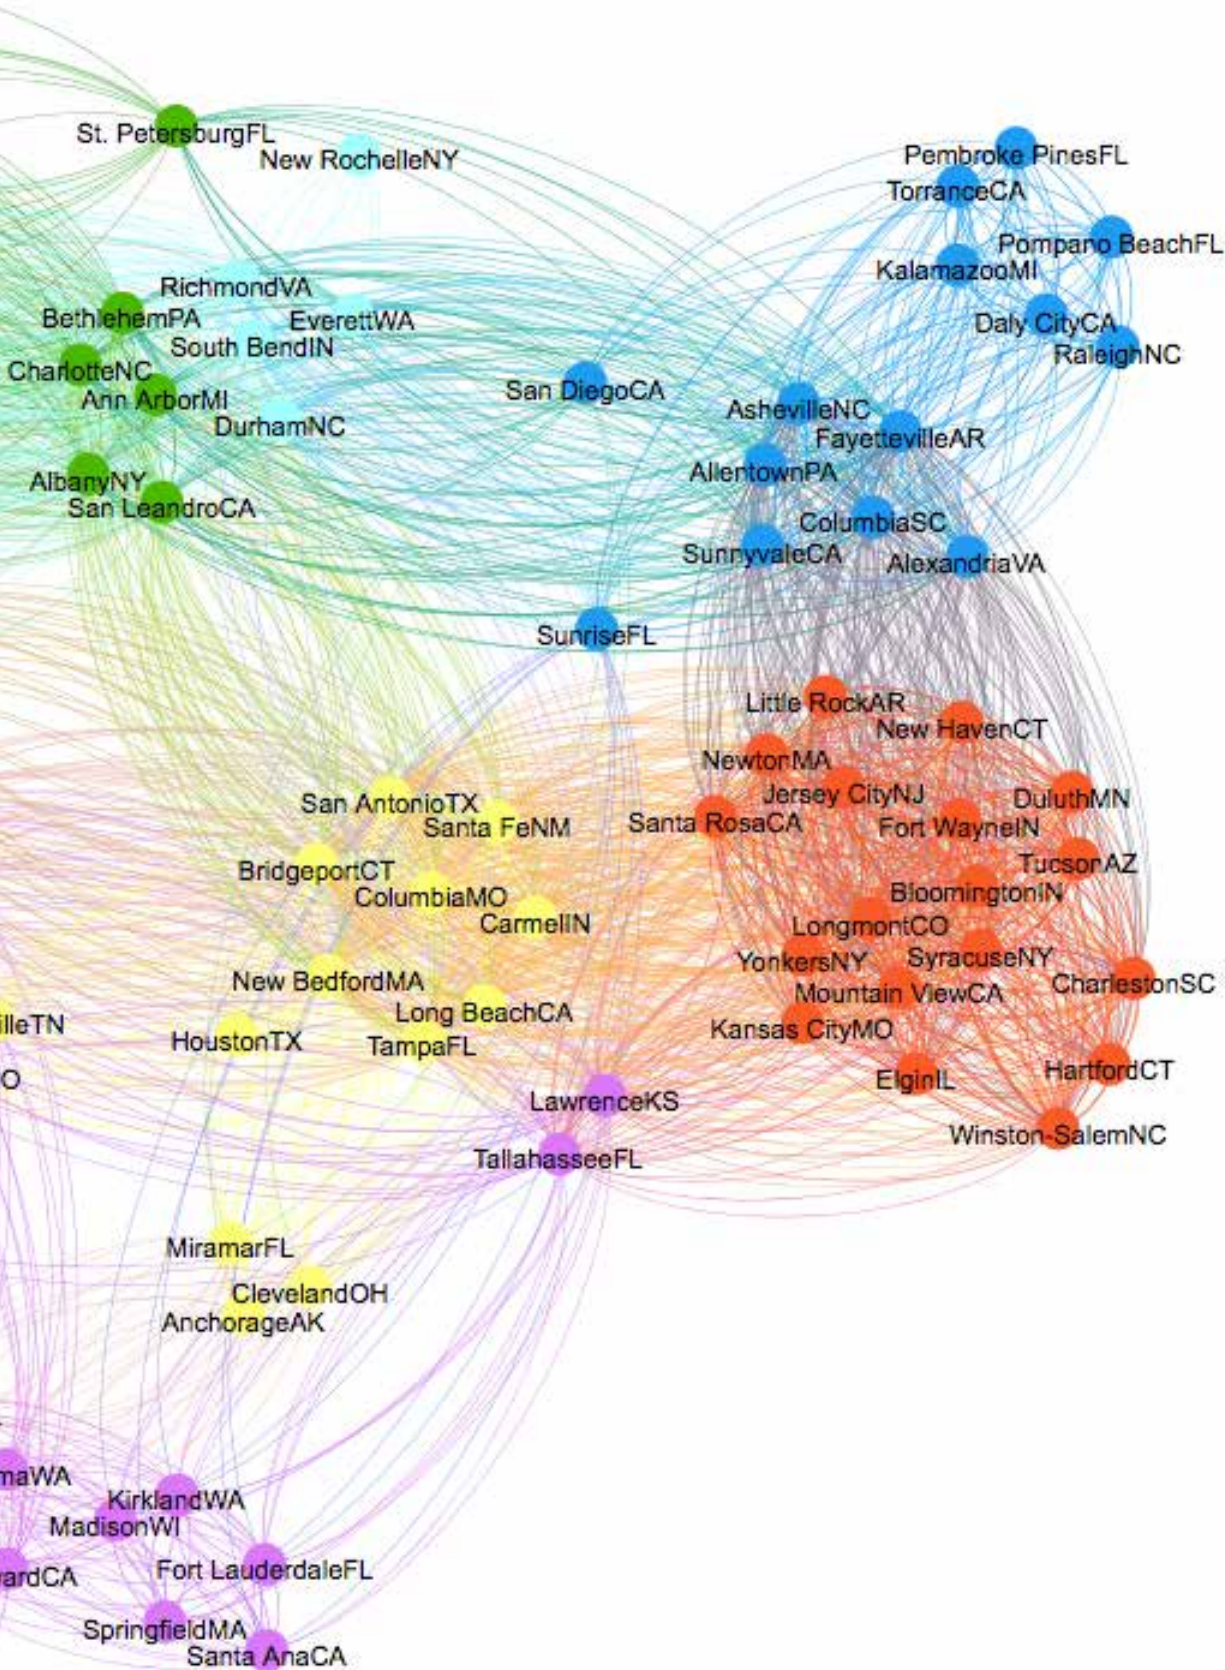 St. PetersburgFL
New RochelleNY
Pembroke PinesFL
TorranceCA
Pompano BeachFL
KalamazooMI
RichmondVA
BethlehemPA
EverettWA
Daly CityCA
South BendIN
RaleighNC
CharlotteNC
San DiegoCA
Ann ArborMI
AshevilleNC
DurhamNC
FayettevilleAR
AllentownPA
AlbanyNY
San LeandroCA
ColumbiaSC
SunnyvaleCA
AlexandriaVA
SunriseFL
Little RockAR
New HavenCT
NewtonMA
Jersey CityNJ
DuluthMN
San AntonioTX
Santa FeNM
Santa RosaCA
Fort WayneIN
TucsonAZ
BridgeportCT
BloomingtonIN
ColumbiaMO
CarmelIN
LongmontCO
YonkersNY
SyracuseNY
New BedfordMA
CharlestonSC
Mountain ViewCA
Long BeachCA
illeTN
Kansas CityMO
HoustonTX
TampaFL
HartfordCT
O
ElginIL
LawrenceKS
Winston-SalemNC
TallahasseeFL
MiramarFL
ClevelandOH
AnchorageAK
maWA
KirklandWA
MadisonWI
Fort LauderdaleFL
ardCA
SpringfieldMA
Santa AnaCA